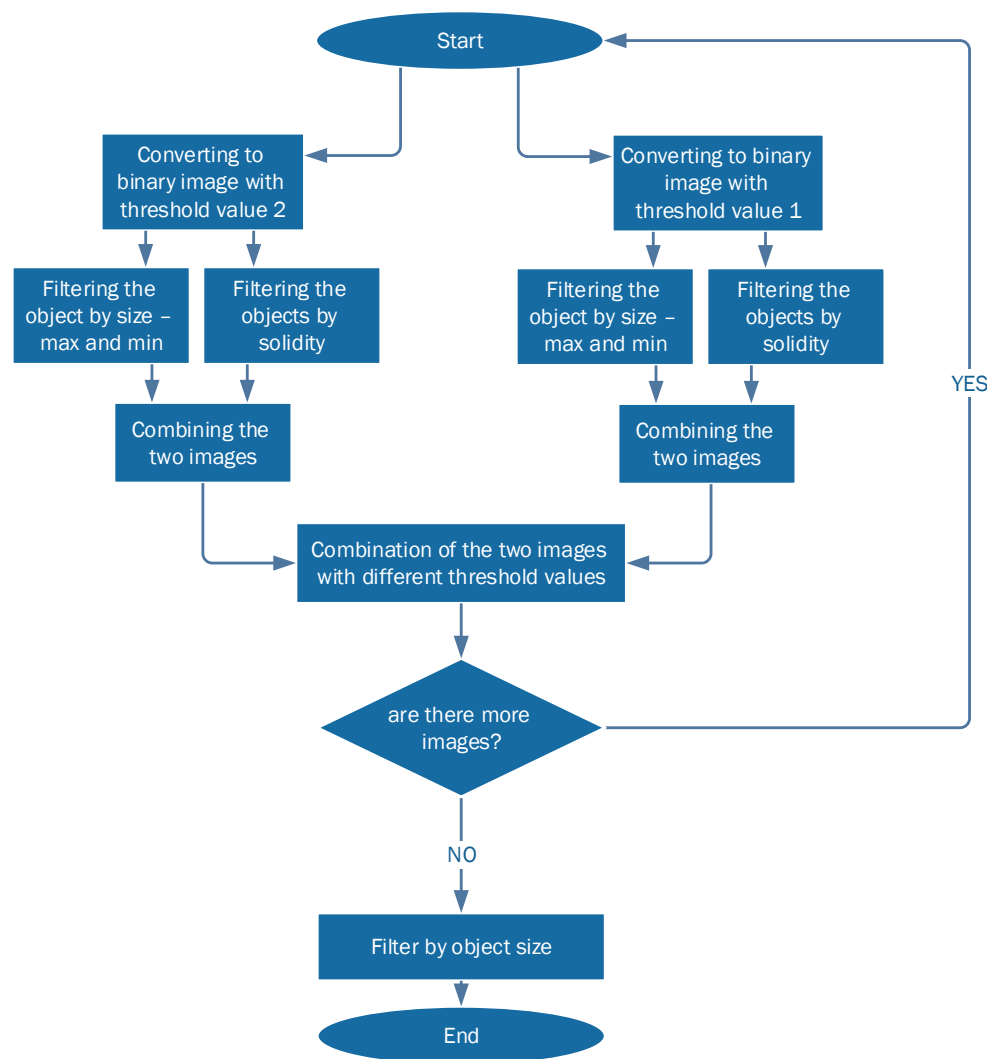 Start
Converting to
binary image with
threshold value 2
Converting to binary
image with
threshold value 1
Filtering the
object by size –
max and min
Filtering the
objects by
solidity
Filtering the
object by size –
max and min
Filtering the
objects by
solidity
YES
Combining the
two images
Combining the
two images
Combination of the two images
with different threshold values
are there more
images?
NO
Filter by object size
End